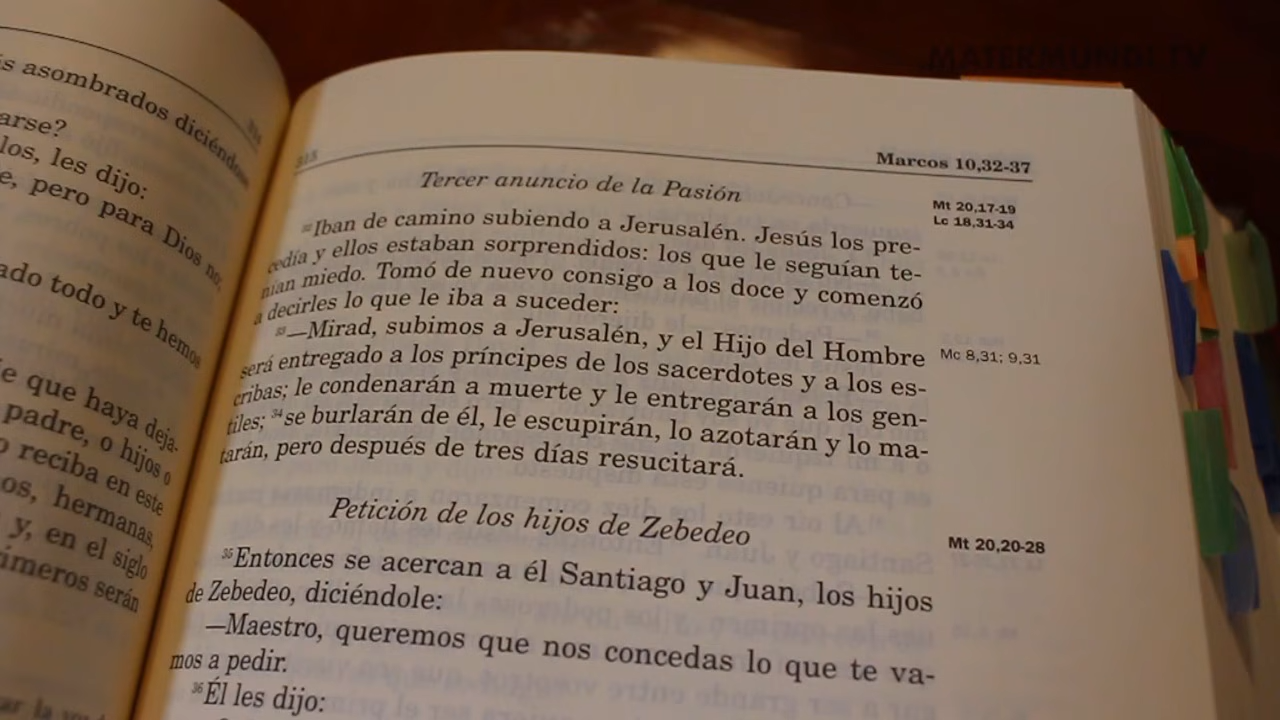 MATERMUNDI TV
s asombrados diciéndose
arse?
los, les dijo:
e, pero para Dios no;
ado todo y te hemos
e que haya deja-
padre, o hijos o
o reciba en este
os, hermanas,
y, en el siglo
imeros serán
Marcos 10,32-37
Tercer anuncio de la Pasión
Mt 20,17-19
Lc 18,31-34
³²Iban de camino subiendo a Jerusalén. Jesús los pre-
cedía y ellos estaban sorprendidos: los que le seguían te-
nían miedo. Tomó de nuevo consigo a los doce y comenzó
a decirles lo que le iba a suceder:
³³—Mirad, subimos a Jerusalén, y el Hijo del Hombre
Mc 8,31; 9,31
será entregado a los príncipes de los sacerdotes y a los es-
cribas; le condenarán a muerte y le entregarán a los gen-
tiles; ³⁴se burlarán de él, le escupirán, lo azotarán y lo ma-
tarán, pero después de tres días resucitará.
Petición de los hijos de Zebedeo
Mt 20,20-28
³⁵Entonces se acercan a él Santiago y Juan, los hijos
de Zebedeo, diciéndole:
—Maestro, queremos que nos concedas lo que te va-
mos a pedir.
³⁶Él les dijo: